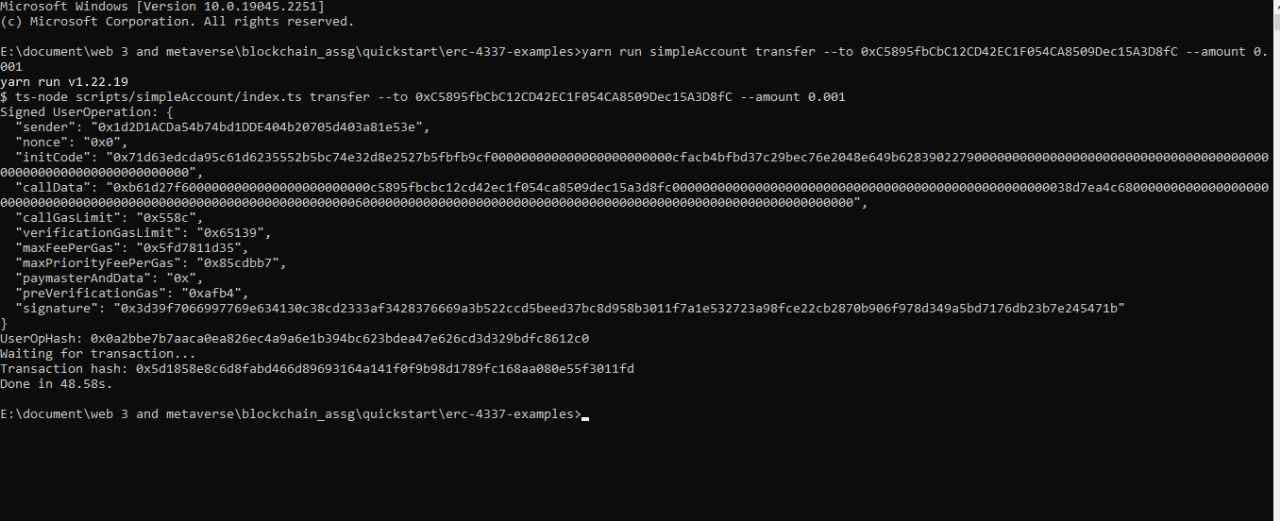 Microsoft Windows [Version 10.0.19045.2251]
(c) Microsoft Corporation. All rights reserved.
E:\document\web 3 and metaverse\blockchain_assg\quickstart\erc-4337-examples>yarn run simpleAccount transfer --to 0xC5895fbCbC12CD42EC1F054CA8509Dec15A3D8fC --amount 0.
001
yarn run v1.22.19
$ ts-node scripts/simpleAccount/index.ts transfer --to 0xC5895fbCbC12CD42EC1F054CA8509Dec15A3D8fC --amount 0.001
Signed UserOperation: {
"sender": "0x1d2D1ACDa54b74bd1DDE404b20705d403a81e53e",
"nonce": "0x0",
"initCode":
"callData":
"callGasLimit": "0x558c",
"verificationGasLimit": "0x65139",
"maxFeePerGas": "0x5fd7811d35",
"maxPriorityFeePerGas": "0x85cdbb7",
"paymasterAndData": "0x",
"preVerificationGas": "0xafb4",
"signature": "0x3d39f7066997769e634130c38cd2333af3428376669a3b522ccd5beed37bc8d958b3011f7a1e532723a98fce22cb2870b906f978d349a5bd7176db23b7e245471b"
}
UserOpHash: 0x0a2bbe7b7aaca0ea826ec4a9a6e1b394bc623bdea47e626cd3d329bdfc8612c0
Waiting for transaction...
Transaction hash: 0x5d1858e8c6d8fabd466d89693164a141f0f9b98d1789fc168aa080e55f3011fd
Done in 48.58s.
E:\document\web 3 and metaverse\blockchain_assg\quickstart\erc-4337-examples>